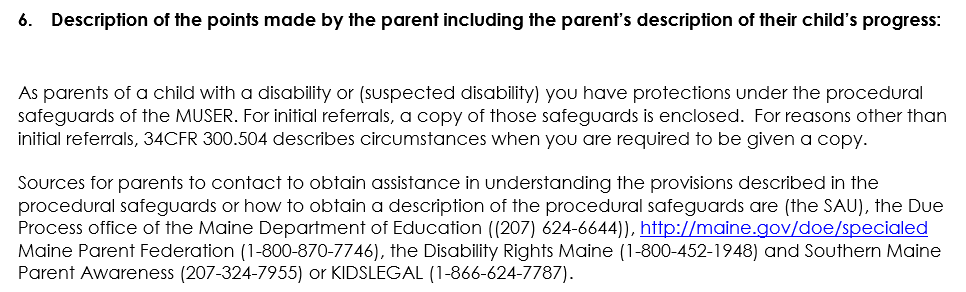 6. Description of the points made by the parent including the parent's description of their child's progress:
As parents of a child with a disability or (suspected disability) you have protections under the procedural
safeguards of the MUSER. For initial referrals, a copy of those safeguards is enclosed.  For reasons other than
initial referrals, 34CFR 300.504 describes circumstances when you are required to be given a copy.
Sources for parents to contact to obtain assistance in understanding the provisions described in the
procedural safeguards or how to obtain a description of the procedural safeguards are (the SAU), the Due
Process office of the Maine Department of Education ((207) 624-6644)), http://maine.gov/doe/specialed
Maine Parent Federation (1-800-870-7746), the Disability Rights Maine (1-800-452-1948) and Southern Maine
Parent Awareness (207-324-7955) or KIDSLEGAL (1-866-624-7787).